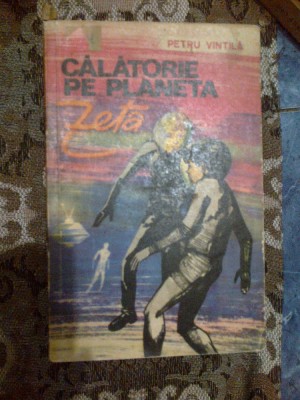 PETRU VINTILĂ
CĂLĂTORIE
PE PLANETA
Zeta